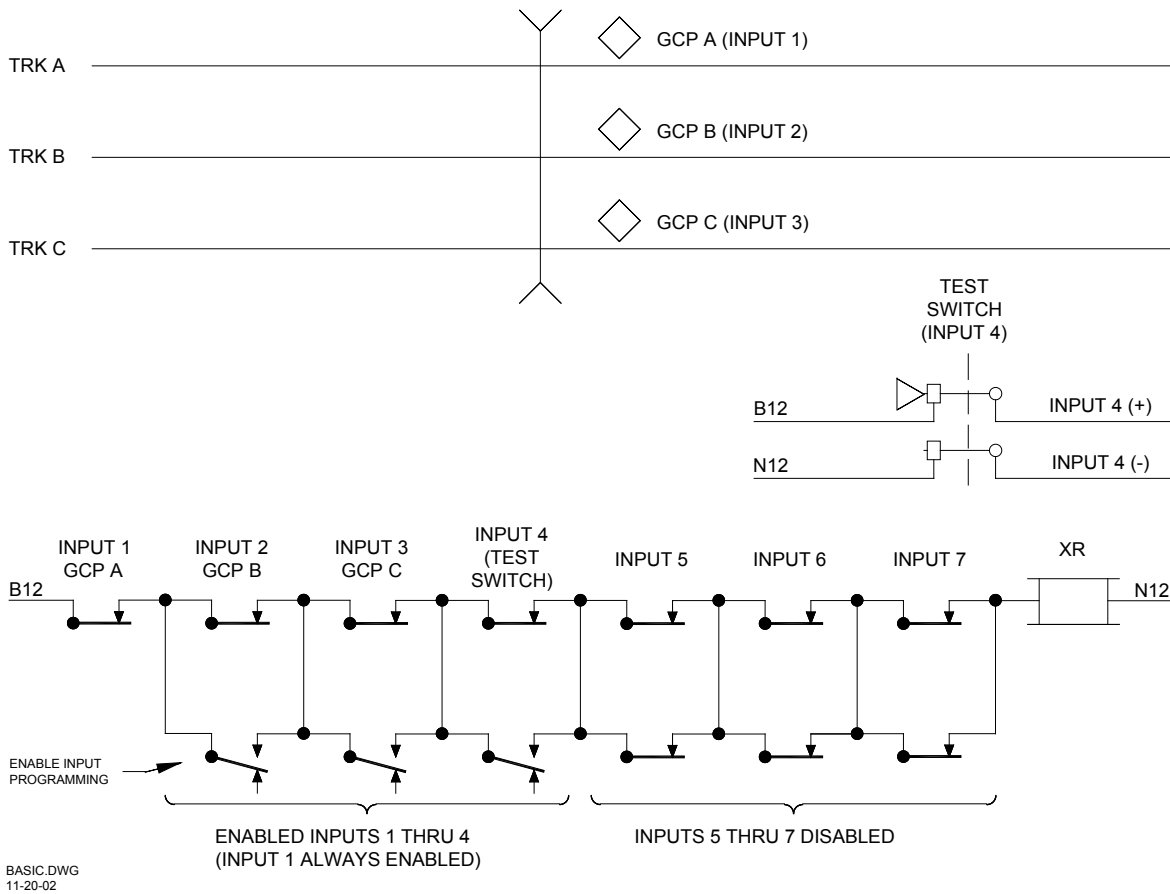 GCP A (INPUT 1)
TRK A
GCP B (INPUT 2)
TRK B
GCP C (INPUT 3)
TRK C
TEST
SWITCH
(INPUT 4)
B12
INPUT 4 (+)
N12
INPUT 4 (-)
INPUT 1
GCP A
INPUT 2
GCP B
INPUT 3
GCP C
INPUT 4
(TEST
SWITCH)
INPUT 5
INPUT 6
INPUT 7
XR
B12
N12
ENABLE INPUT
PROGRAMMING
ENABLED INPUTS 1 THRU 4
(INPUT 1 ALWAYS ENABLED)
INPUTS 5 THRU 7 DISABLED
BASIC.DWG
11-20-02